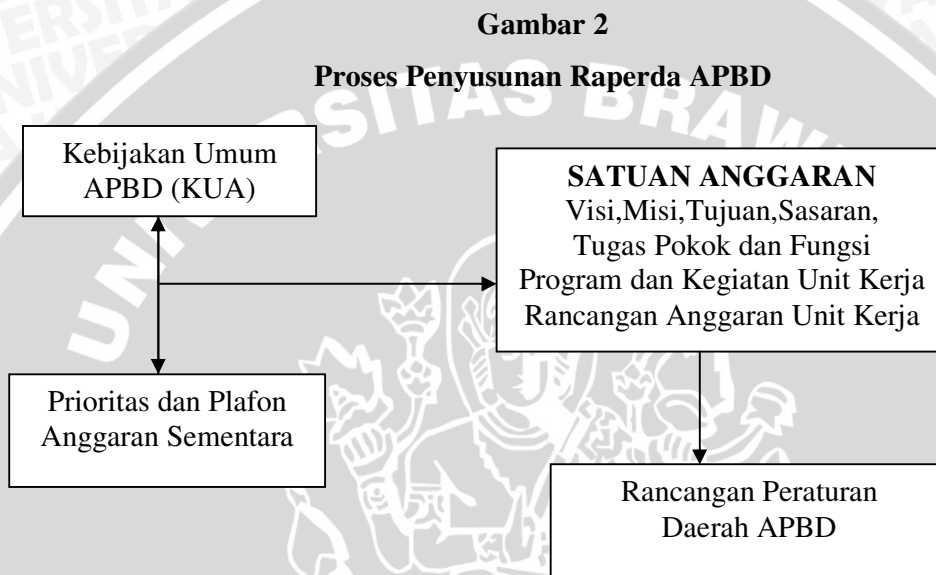 Gambar 2
Proses Penyusunan Raperda APBD
UNIVERSITAS BRAWI
Kebijakan Umum
APBD (KUA)
SATUAN ANGGARAN
Visi,Misi,Tujuan,Sasaran,
Tugas Pokok dan Fungsi
Program dan Kegiatan Unit Kerja
Rancangan Anggaran Unit Kerja
Prioritas dan Plafon
Anggaran Sementara
Rancangan Peraturan
Daerah APBD